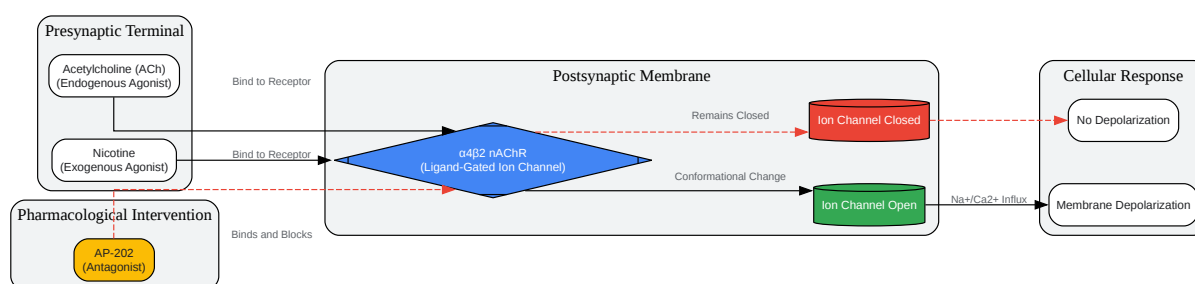 Presynaptic Terminal
Acetylcholine (ACh)
(Endogenous Agonist)
Nicotine
(Exogenous Agonist)
Pharmacological Intervention
AP-202
(Antagonist)
Bind to Receptor
Bind to Receptor
Binds and Blocks
Postsynaptic Membrane
α4β2 nAChR
(Ligand-Gated Ion Channel)
Remains Closed
Conformational Change
Ion Channel Closed
Ion Channel Open
Na+/Ca2+ Influx
Cellular Response
No Depolarization
Membrane Depolarization